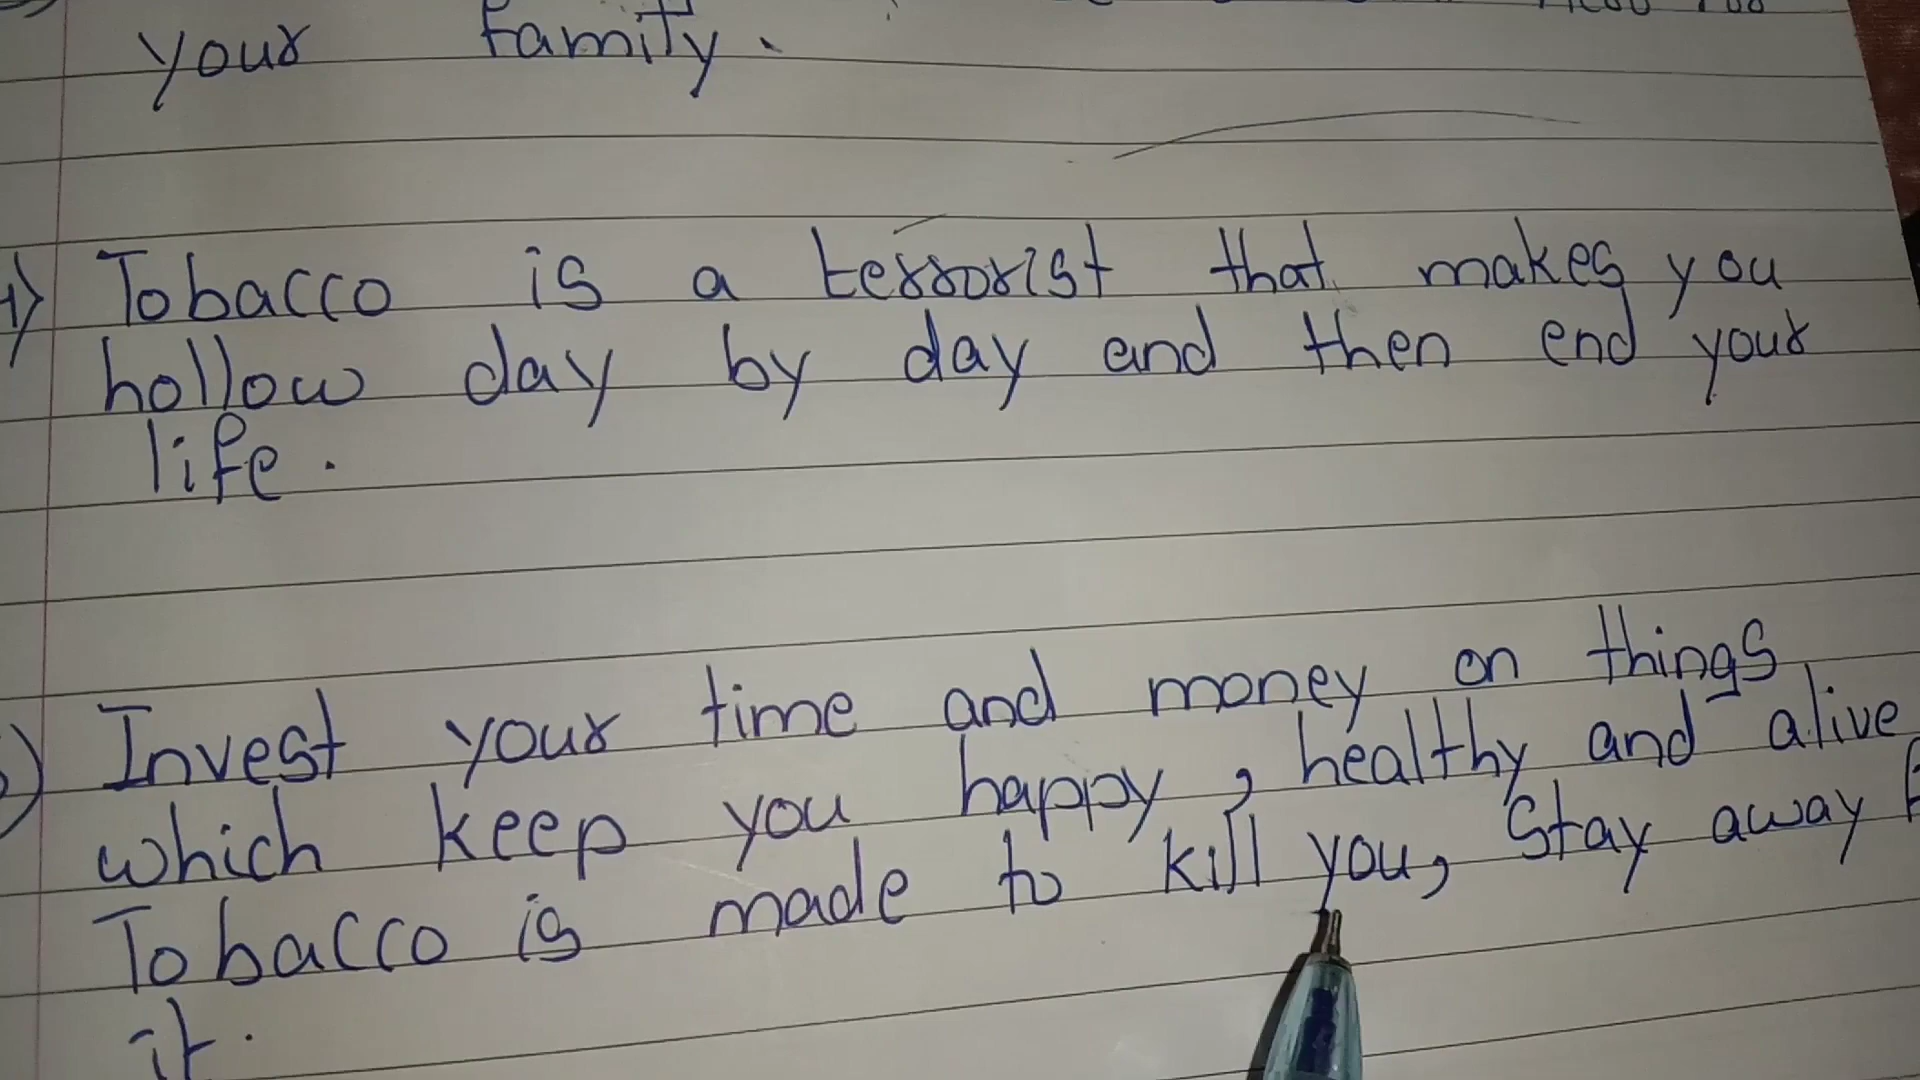 your family.
1) Tobacco is a terrorist that makes you
hollow day by day and then end your
life.
Invest your time and money on things
which keep you happy, healthy and alive
Tobacco is made to kill you, Stay away
it.